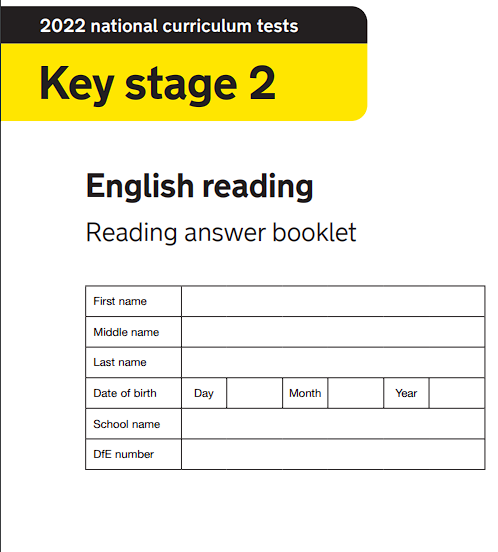 2022 national curriculum tests
Key stage 2
English reading
Reading answer booklet
First name
Middle name
Last name
Date of birth Day Month Year
School name
DfE number